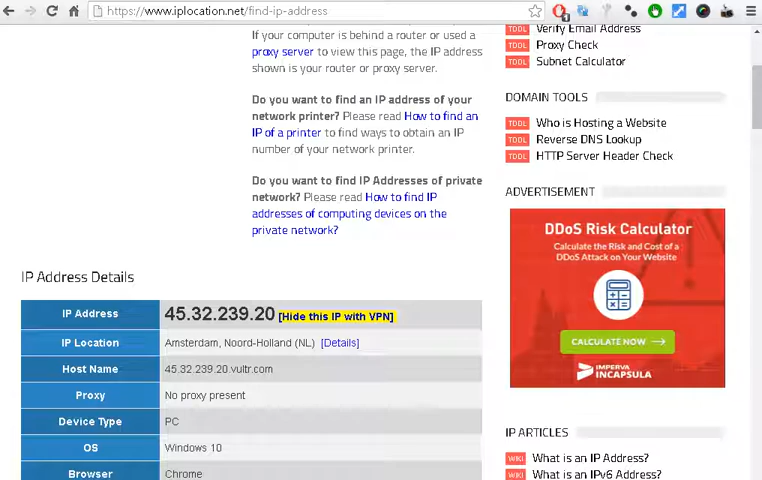 https://www.iplocation.net/find-ip-address
If your computer is behind a router or used a
proxy server to view this page, the IP address
shown is your router or proxy server.
Do you want to find an IP address of your
network printer? Please read How to find an
IP of a printer to find ways to obtain an IP
number of your network printer.
Do you want to find IP Addresses of private
network? Please read How to find IP
addresses of computing devices on the
private network?
IP Address Details
IP Address 45.32.239.20 [Hide this IP with VPN]
IP Location Amsterdam, Noord-Holland (NL) [Details]
Host Name 45.32.239.20.vultr.com
Proxy No proxy present
Device Type PC
OS Windows 10
Browser Chrome
TOOL Verify Email Address
TOOL Proxy Check
TOOL Subnet Calculator
DOMAIN TOOLS
TOOL Who is Hosting a Website
TOOL Reverse DNS Lookup
TOOL HTTP Server Header Check
ADVERTISEMENT
DDoS Risk Calculator
Calculate the Risk and Cost of a
DDoS Attack on Your Website
CALCULATE NOW
IMPERVA
INCAPSULA
IP ARTICLES
WIKI What is an IP Address?
WIKI What is an IPv6 Address?